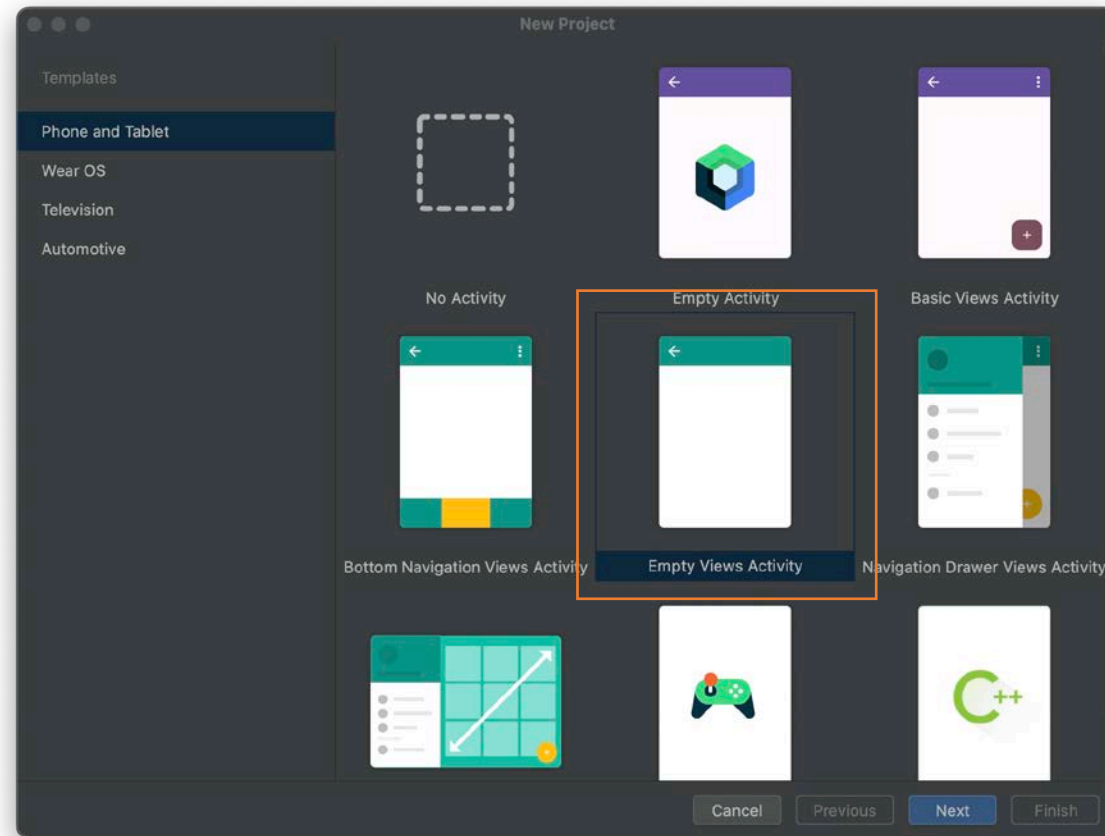 New Project
Templates
Phone and Tablet
Wear OS
Television
Automotive
No Activity
Empty Activity
Basic Views Activity
Bottom Navigation Views Activity
Empty Views Activity
Navigation Drawer Views Activity
C++
Cancel
Previous
Next
Finish